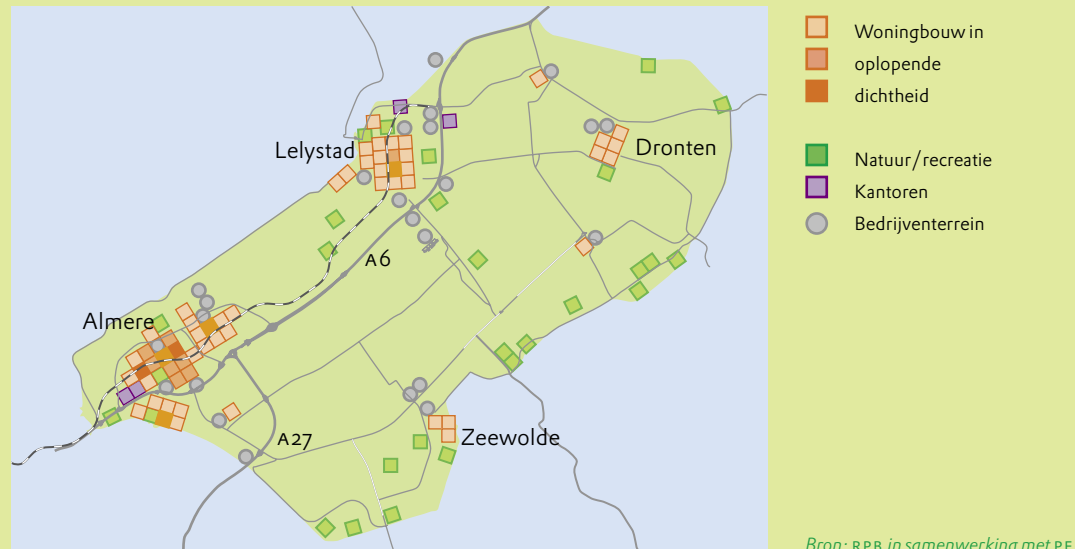 Lelystad
Dronten
A6
Almere
A27
Zeewolde
Woningbouw in
oplopende
dichtheid
Natuur/recreatie
Kantoren
Bedrijventerrein
Bron: RPB in samenwerking met PE